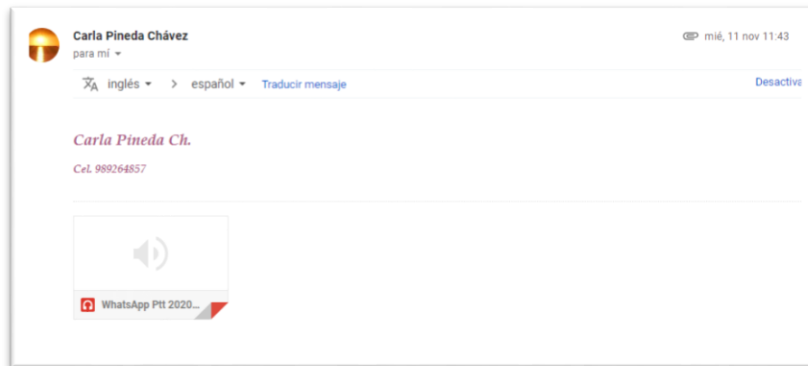 Carla Pineda Chávez
mié, 11 nov 11:43
para mí
inglés > español Traducir mensaje
Desactiva
Carla Pineda Ch.
Cel. 989264857
WhatsApp Ptt 2020...